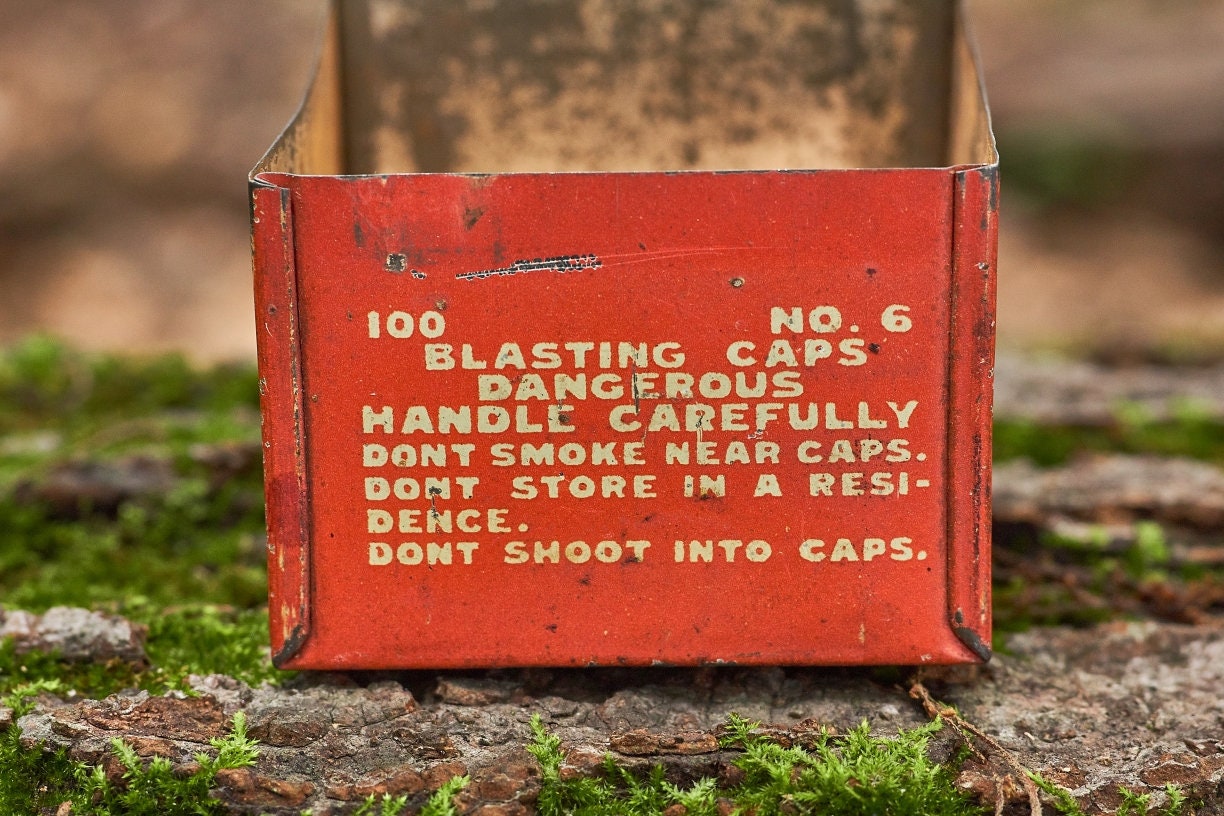 100 NO. 6
BLASTING CAPS
DANGEROUS
HANDLE CAREFULLY
DONT SMOKE NEAR CAPS.
DONT STORE IN A RESI-
DENCE.
DONT SHOOT INTO CAPS.